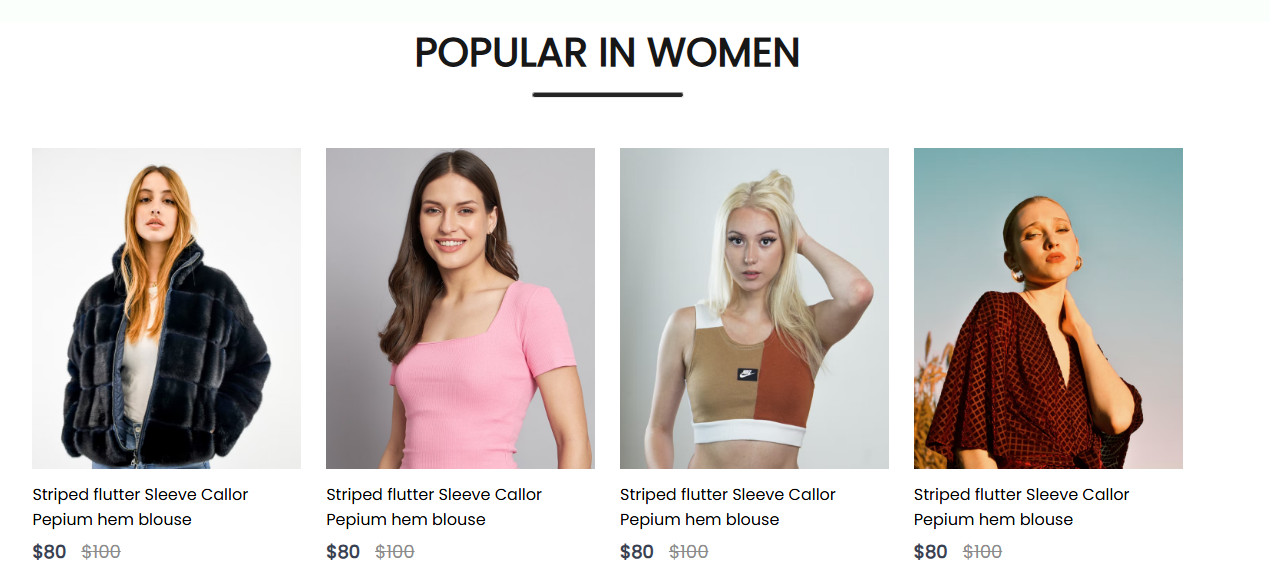 POPULAR IN WOMEN
Striped flutter Sleeve Callor
Pepium hem blouse
$80 $100
Striped flutter Sleeve Callor
Pepium hem blouse
$80 $100
Striped flutter Sleeve Callor
Pepium hem blouse
$80 $100
Striped flutter Sleeve Callor
Pepium hem blouse
$80 $100